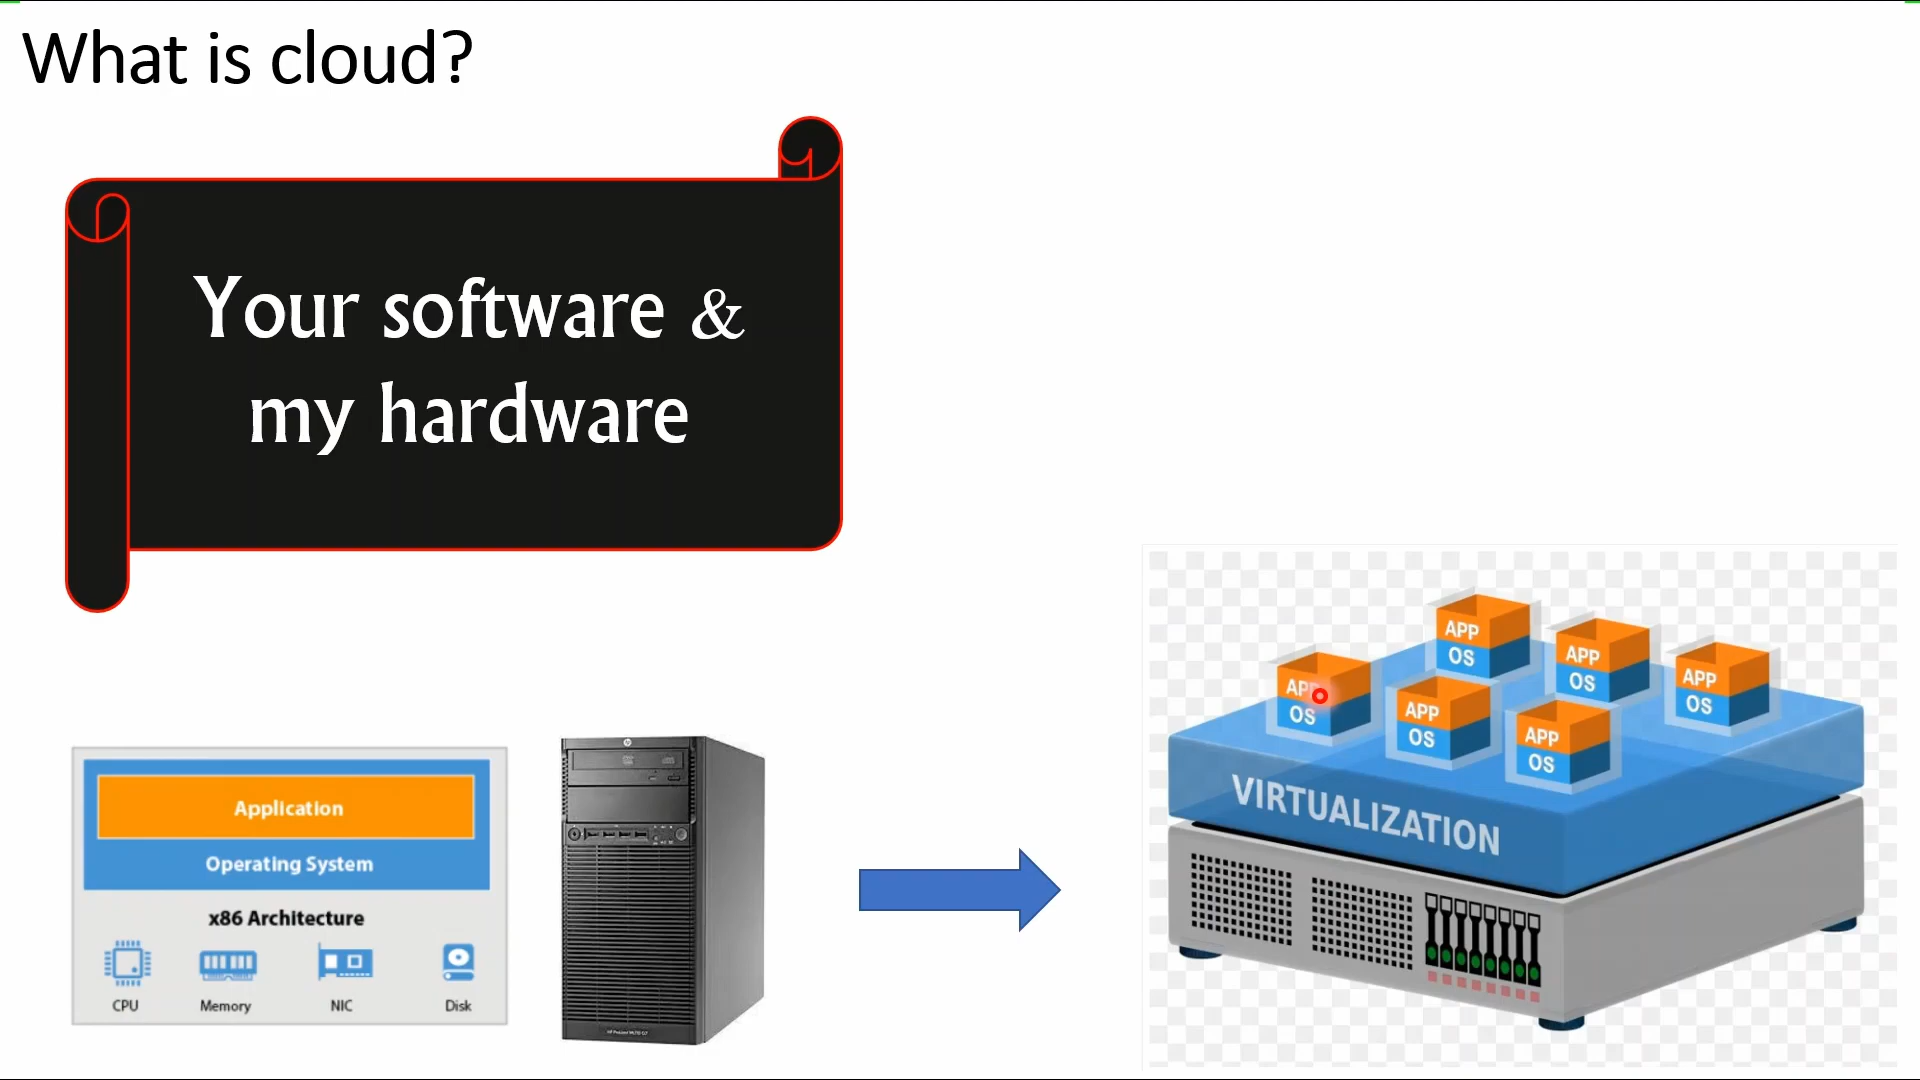 What is cloud?
Your software &
my hardware
Application
Operating System
x86 Architecture
CPU Memory NIC Disk
APP
OS
APP
OS
APP
OS
APP
OS
APP
OS
APP
OS
VIRTUALIZATION